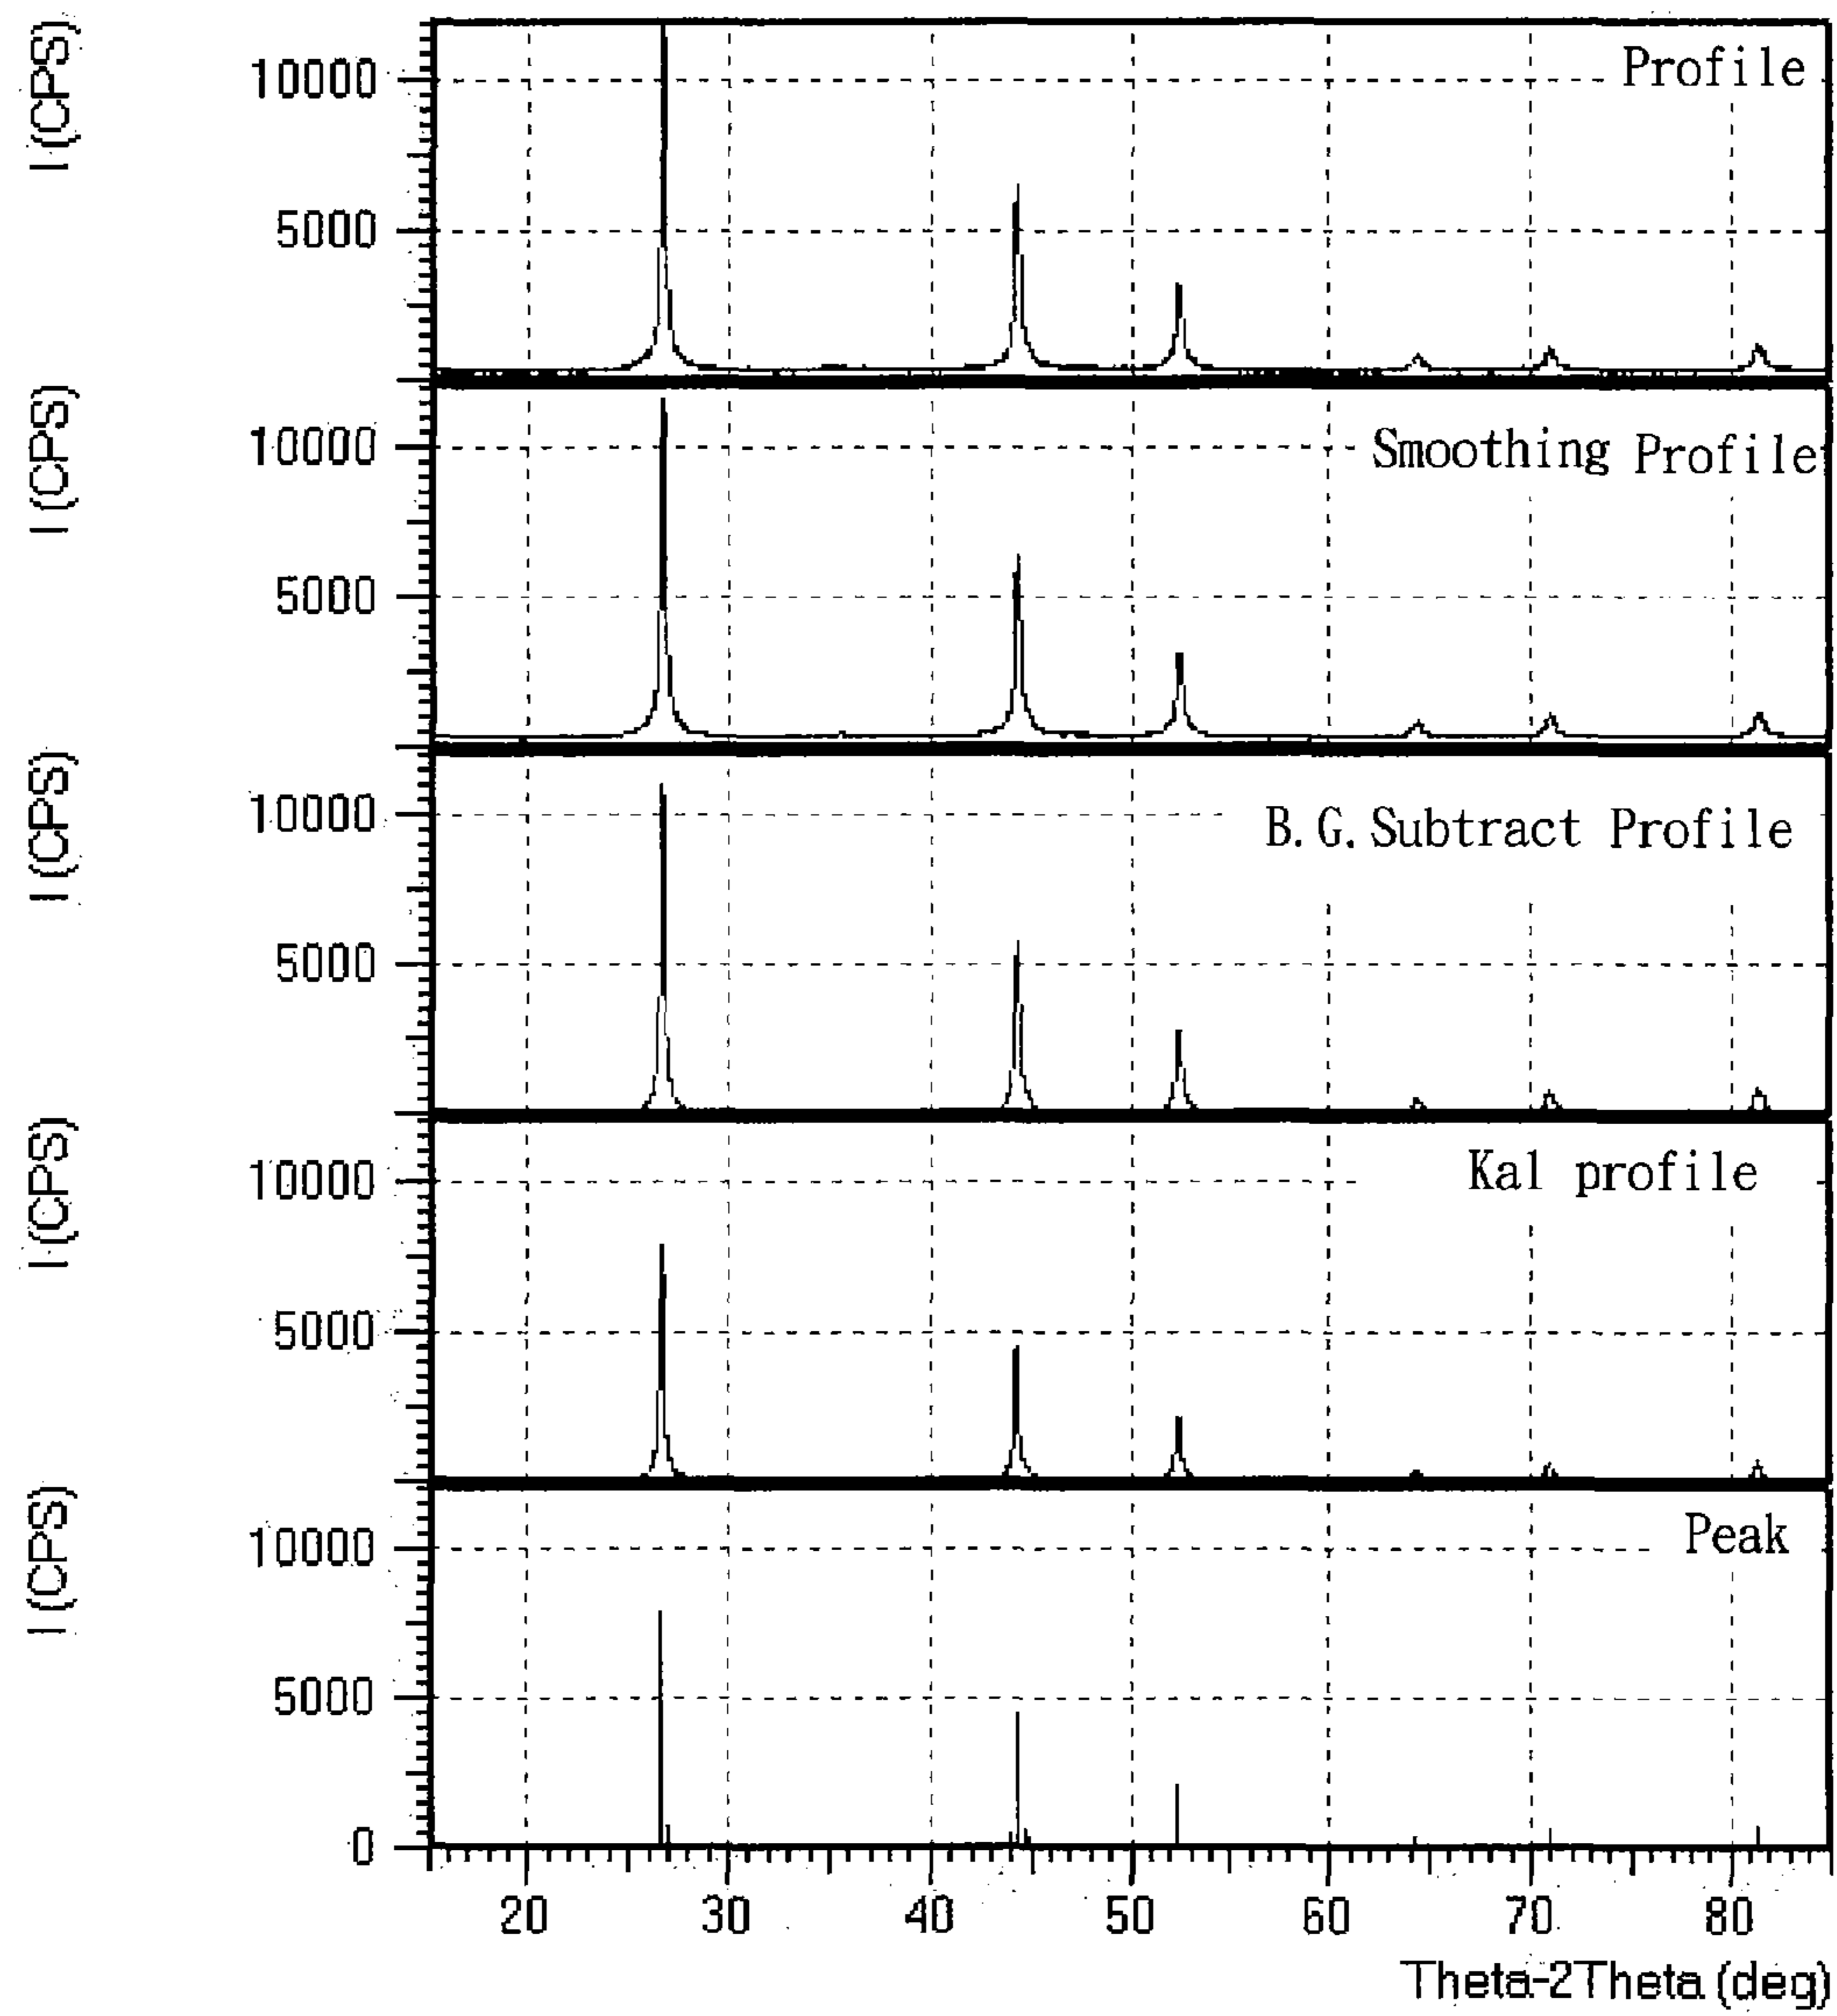 I (CPS)
10000
5000
Profile
I (CPS)
10000
5000
Smoothing Profile
I (CPS)
10000
5000
B.G.Subtract Profile
I (CPS)
10000
5000
Kal profile
I (CPS)
10000
5000
0
Peak
20 30 40 50 60 70 80
Theta-2Theta (deg)